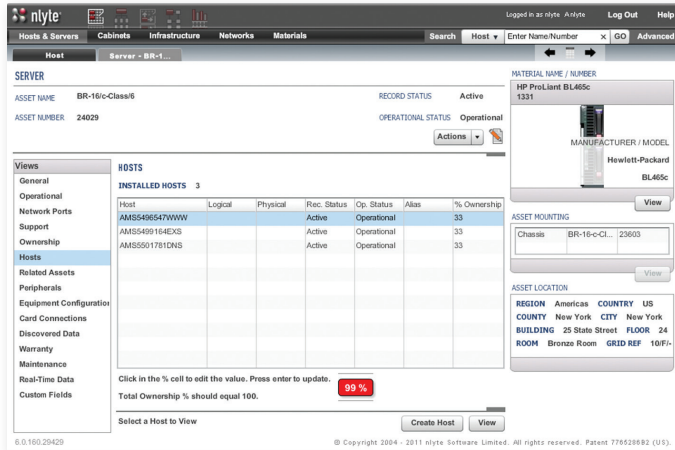 nlyte
Logged in as nlyte Anlyte Log Out Help
Hosts & Servers Cabinets Infrastructure Networks Materials Search Host Enter Name/Number x GO Advanced
Host Server - BR-1...
SERVER
ASSET NAME BR-16/c-Class/6 RECORD STATUS Active
ASSET NUMBER 24029 OPERATIONAL STATUS Operational
Actions
MATERIAL NAME / NUMBER
HP ProLiant BL465c
1331
MANUFACTURER / MODEL
Hewlett-Packard
BL465c
View
Views
General
Operational
Network Ports
Support
Ownership
Hosts
Related Assets
Peripherals
Equipment Configuration
Card Connections
Discovered Data
Warranty
Maintenance
Real-Time Data
Custom Fields
HOSTS
INSTALLED HOSTS 3
Host Logical Physical Rec. Status Op. Status Alias % Ownership
AMS5496547WWW Active Operational 33
AMS5499164EXS Active Operational 33
AMS5501781DNS Active Operational 33
Click in the % cell to edit the value. Press enter to update.
Total Ownership % should equal 100.
99 %
Select a Host to View Create Host View
ASSET MOUNTING
Chassis BR-16-c-Cl... 23603
View
ASSET LOCATION
REGION Americas COUNTRY US
COUNTY New York CITY New York
BUILDING 25 State Street FLOOR 24
ROOM Bronze Room GRID REF 10/F/-
6.0.160.29429
© Copyright 2004 - 2011 nlyte Software Limited. All rights reserved. Patent 7765286B2 (US).